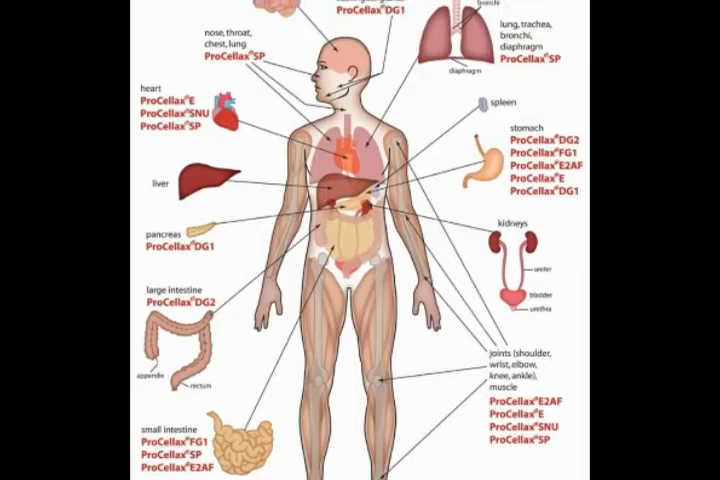 ProCellax®DG1
bronchi
nose, throat,
chest, lung
ProCellax®SP
lung, trachea,
bronchi,
diaphragm
ProCellax®SP
diaphragm
heart
ProCellax®E
ProCellax®SNU
ProCellax®SP
spleen
stomach
ProCellax®DG2
ProCellax®FG1
ProCellax®E2AF
ProCellax®E
ProCellax®DG1
liver
pancreas
ProCellax®DG1
kidneys
ureter
bladder
urethra
large intestine
ProCellax®DG2
appendix
rectum
joints (shoulder,
wrist, elbow,
knee, ankle),
muscle
ProCellax®E2AF
ProCellax®E
ProCellax®SNU
ProCellax®SP
small intestine
ProCellax®FG1
ProCellax®SP
ProCellax®E2AF